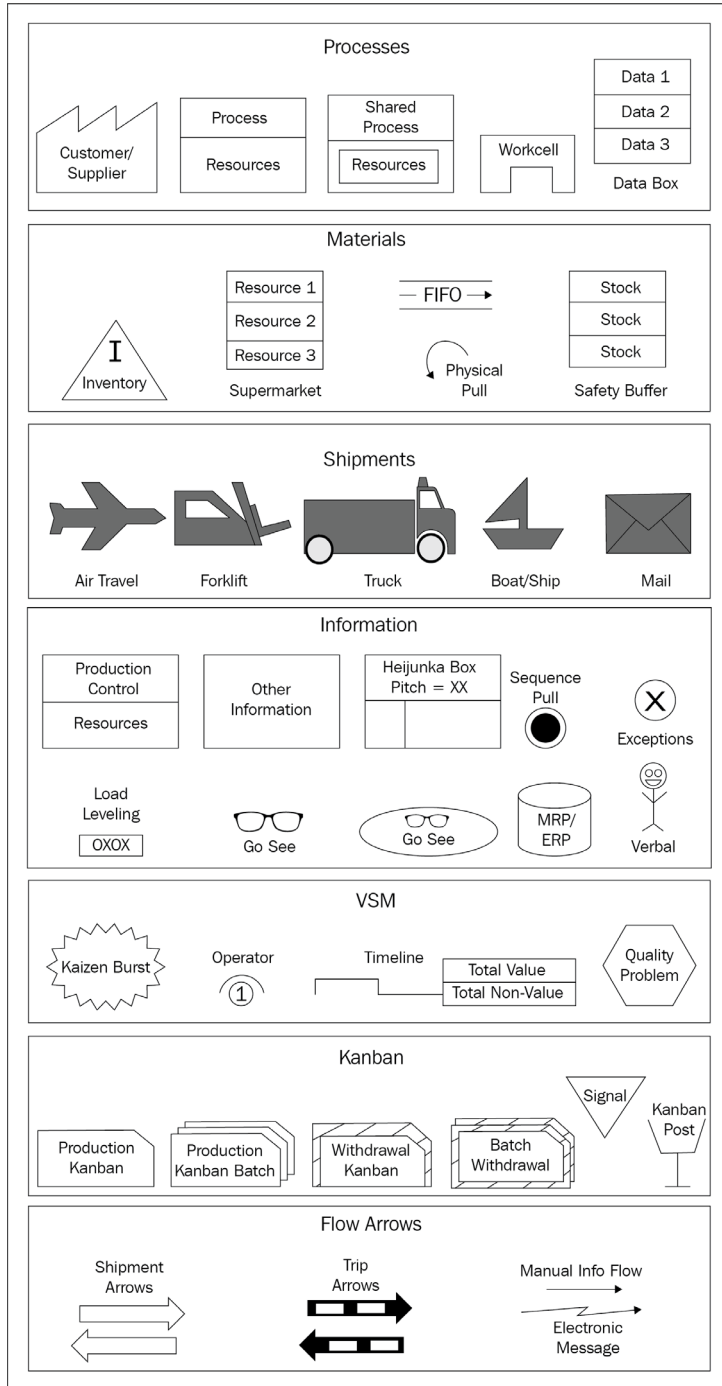 Processes
Customer/
Supplier
Process
Resources
Shared
Process
Resources
Workcell
Data 1
Data 2
Data 3
Data Box
Materials
I
Inventory
Resource 1
Resource 2
Resource 3
Supermarket
FIFO
Physical
Pull
Stock
Stock
Stock
Safety Buffer
Shipments
Air Travel
Forklift
Truck
Boat/Ship
Mail
Information
Production
Control
Resources
Other
Information
Heijunka Box
Pitch = XX
Sequence
Pull
X
Exceptions
Load
Leveling
OXOX
Go See
Go See
MRP/
ERP
Verbal
VSM
Kaizen Burst
Operator
1
Timeline
Total Value
Total Non-Value
Quality
Problem
Kanban
Production
Kanban
Production
Kanban Batch
Withdrawal
Kanban
Batch
Withdrawal
Signal
Kanban
Post
Flow Arrows
Shipment
Arrows
Trip
Arrows
Manual Info Flow
Electronic
Message